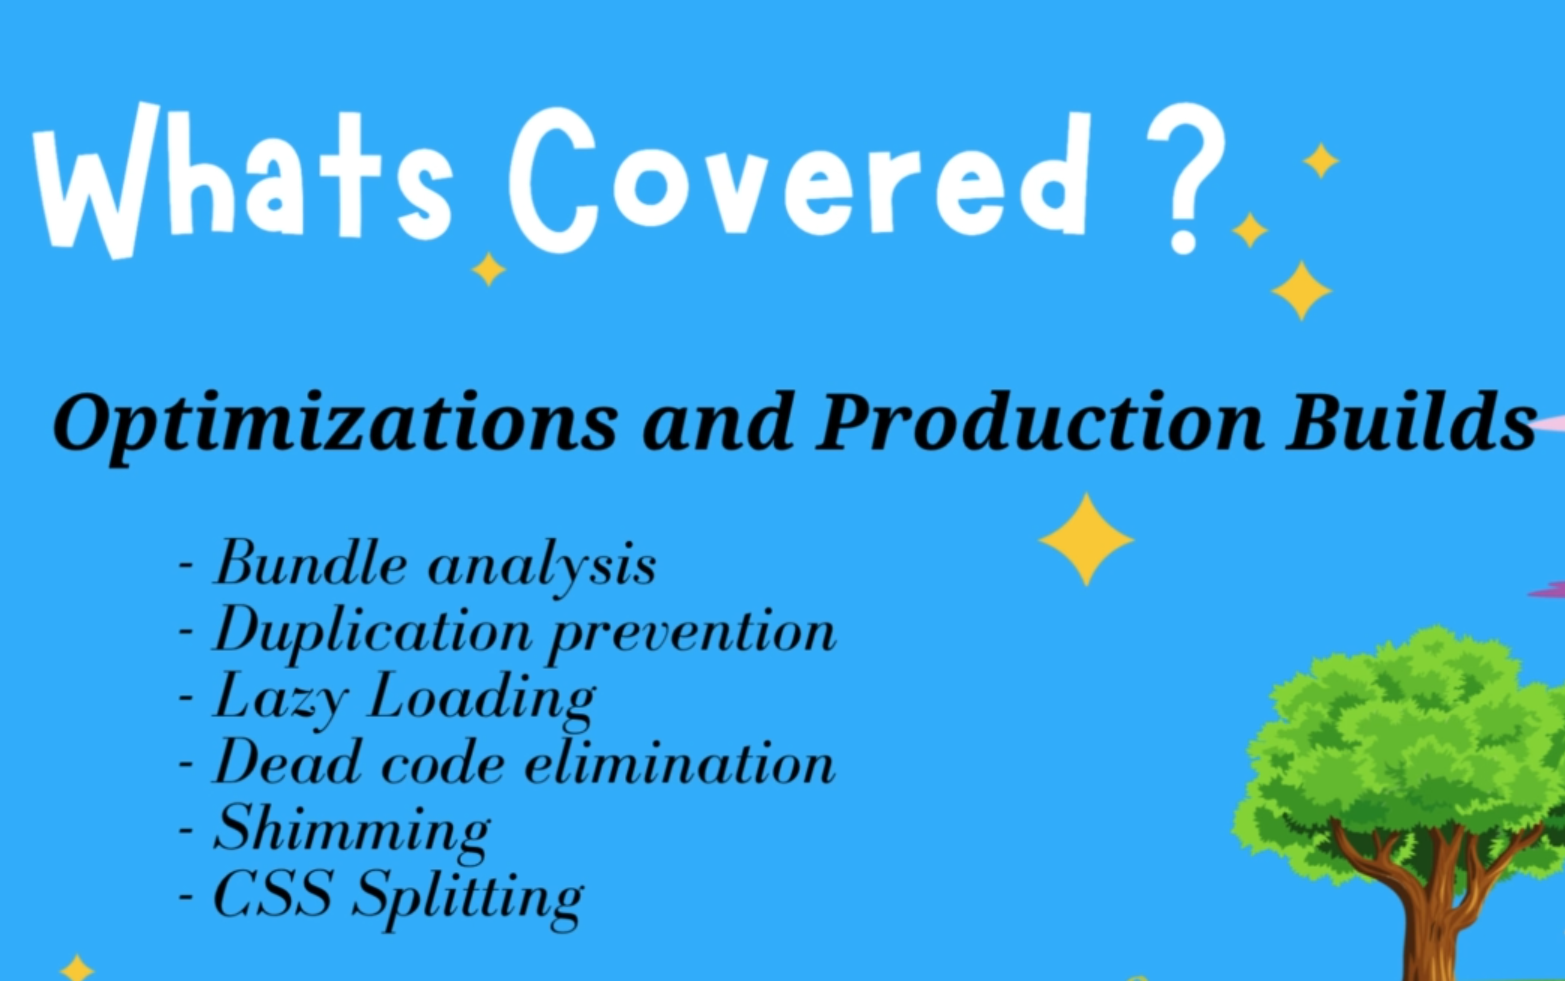 Whats Covered ?
Optimizations and Production Builds
- Bundle analysis
- Duplication prevention
- Lazy Loading
- Dead code elimination
- Shimming
- CSS Splitting